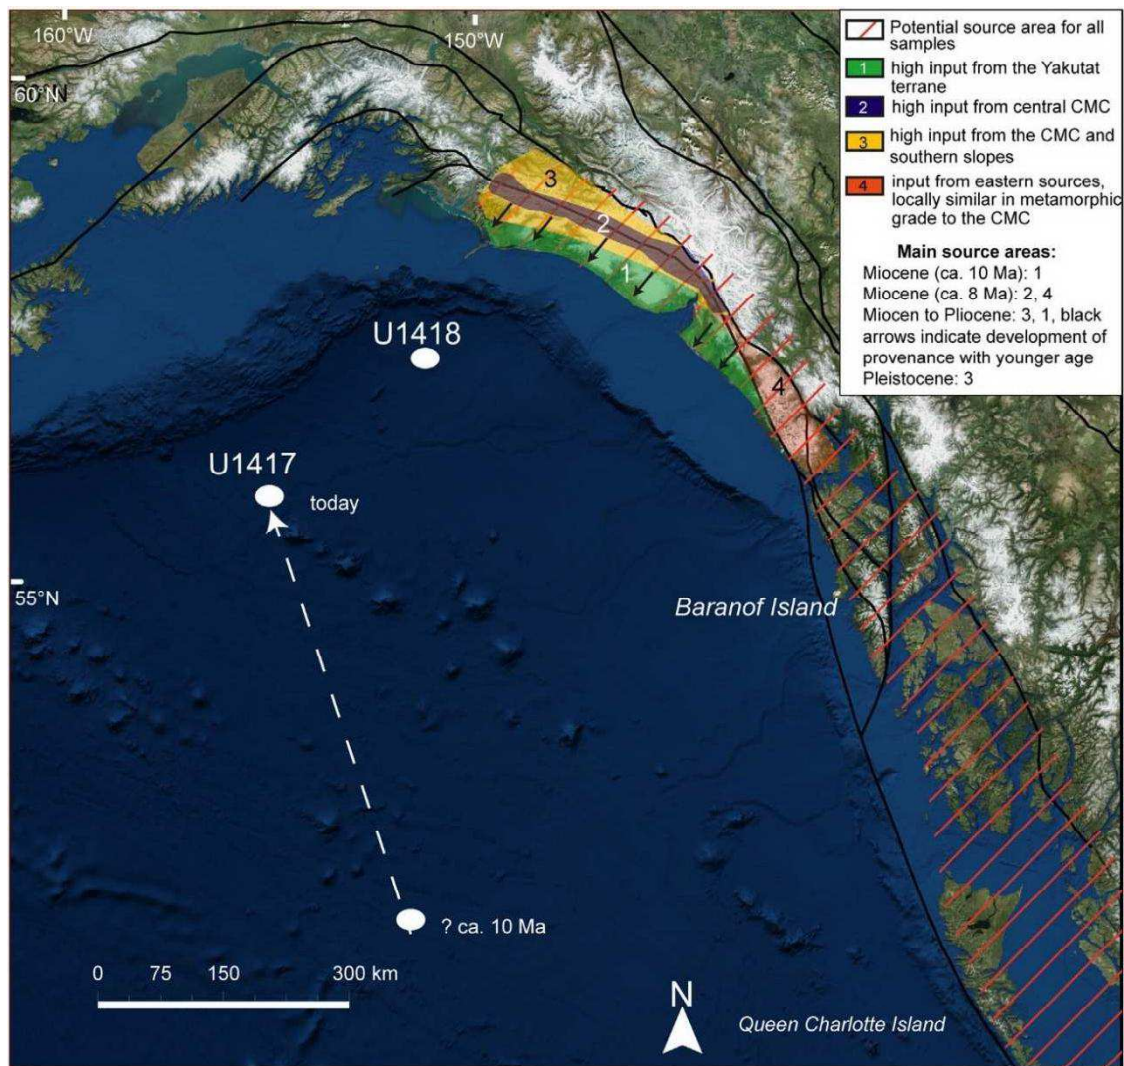 160°W
150°W
60°N
55°N
Potential source area for all
samples
1 high input from the Yakutat
terrane
2 high input from central CMC
3 high input from the CMC and
southern slopes
4 input from eastern sources,
locally similar in metamorphic
grade to the CMC
Main source areas:
Miocene (ca. 10 Ma): 1
Miocene (ca. 8 Ma): 2, 4
Miocen to Pliocene: 3, 1, black
arrows indicate development of
provenance with younger age
Pleistocene: 3
3
2
1
4
U1418
U1417
today
Baranof Island
? ca. 10 Ma
0 75 150 300 km
N
Queen Charlotte Island